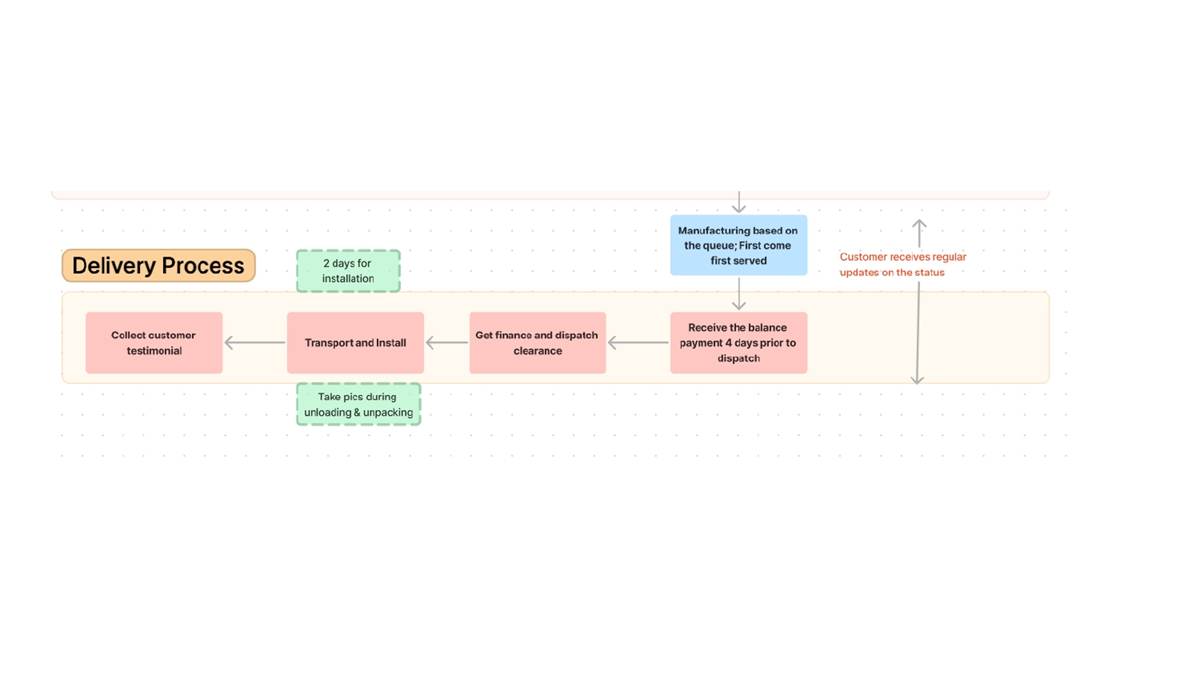 Manufacturing based on
the queue; First come
first served
Customer receives regular
updates on the status
Delivery Process
2 days for
installation
Collect customer
testimonial
Transport and Install
Get finance and dispatch
clearance
Receive the balance
payment 4 days prior to
dispatch
Take pics during
unloading & unpacking